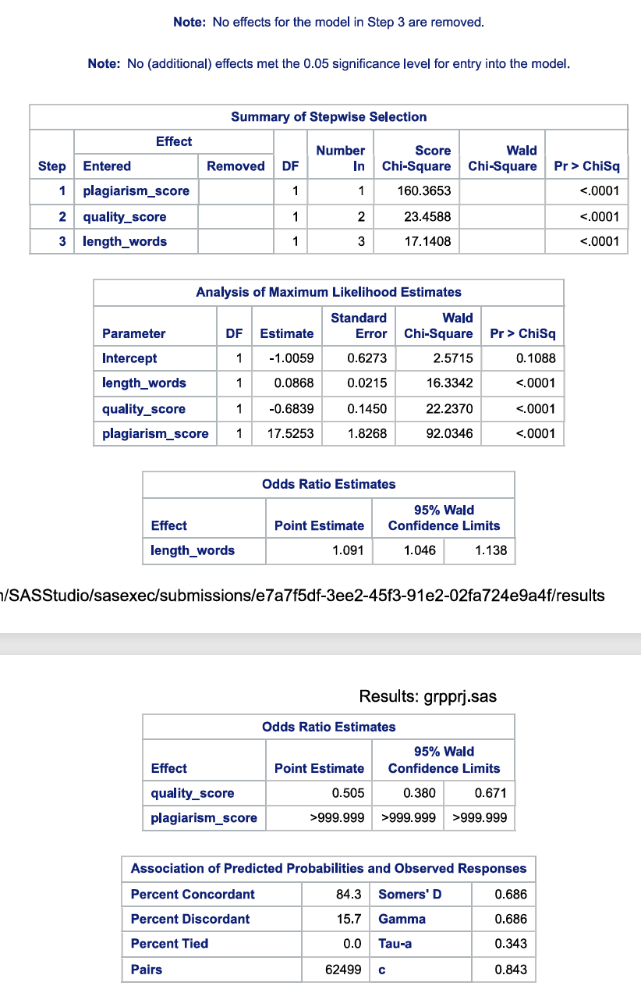 Note: No effects for the model in Step 3 are removed.
Note: No (additional) effects met the 0.05 significance level for entry into the model.
Summary of Stepwise Selection
Effect
Step Entered Removed DF Number In Score Chi-Square Wald Chi-Square Pr > ChiSq
1 plagiarism_score 1 1 160.3653 <.0001
2 quality_score 1 2 23.4588 <.0001
3 length_words 1 3 17.1408 <.0001
Analysis of Maximum Likelihood Estimates
Parameter DF Estimate Standard Error Wald Chi-Square Pr > ChiSq
Intercept 1 -1.0059 0.6273 2.5715 0.1088
length_words 1 0.0868 0.0215 16.3342 <.0001
quality_score 1 -0.6839 0.1450 22.2370 <.0001
plagiarism_score 1 17.5253 1.8268 92.0346 <.0001
Odds Ratio Estimates
Effect Point Estimate 95% Wald Confidence Limits
length_words 1.091 1.046 1.138
/SASStudio/sasexec/submissions/e7a7f5df-3ee2-45f3-91e2-02fa724e9a4f/results
Results: grpprj.sas
Odds Ratio Estimates
Effect Point Estimate 95% Wald Confidence Limits
quality_score 0.505 0.380 0.671
plagiarism_score >999.999 >999.999 >999.999
Association of Predicted Probabilities and Observed Responses
Percent Concordant 84.3 Somers' D 0.686
Percent Discordant 15.7 Gamma 0.686
Percent Tied 0.0 Tau-a 0.343
Pairs 62499 c 0.843